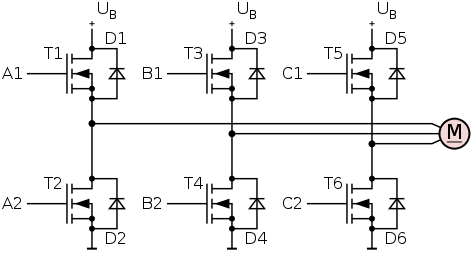 U_B U_B U_B
+ + +
D1 D3 D5
T1 T3 T5
A1 B1 C1
M
T2 T4 T6
A2 B2 C2
D2 D4 D6